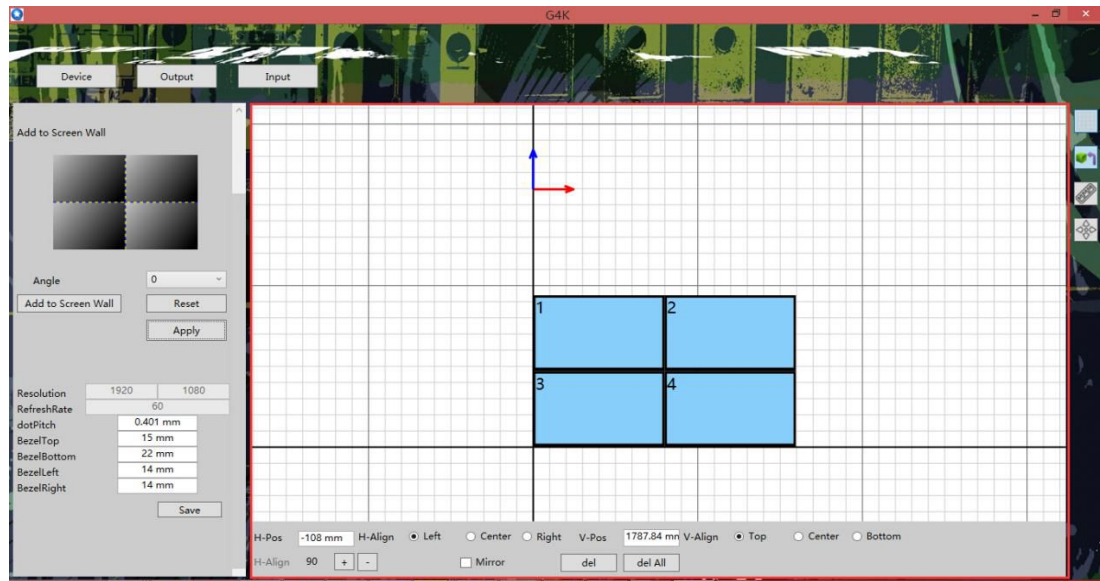 G4K
Device Output Input
Add to Screen Wall
1 2
3 4
Angle 0
Add to Screen Wall Reset
Apply
Resolution 1920 1080
RefreshRate 60
dotPitch 0.401 mm
BezelTop 15 mm
BezelBottom 22 mm
BezelLeft 14 mm
BezelRight 14 mm
Save
H-Pos -108 mm H-Align Left Center Right V-Pos 1787.84 mm V-Align Top Center Bottom
H-Align 90 + - Mirror del del All